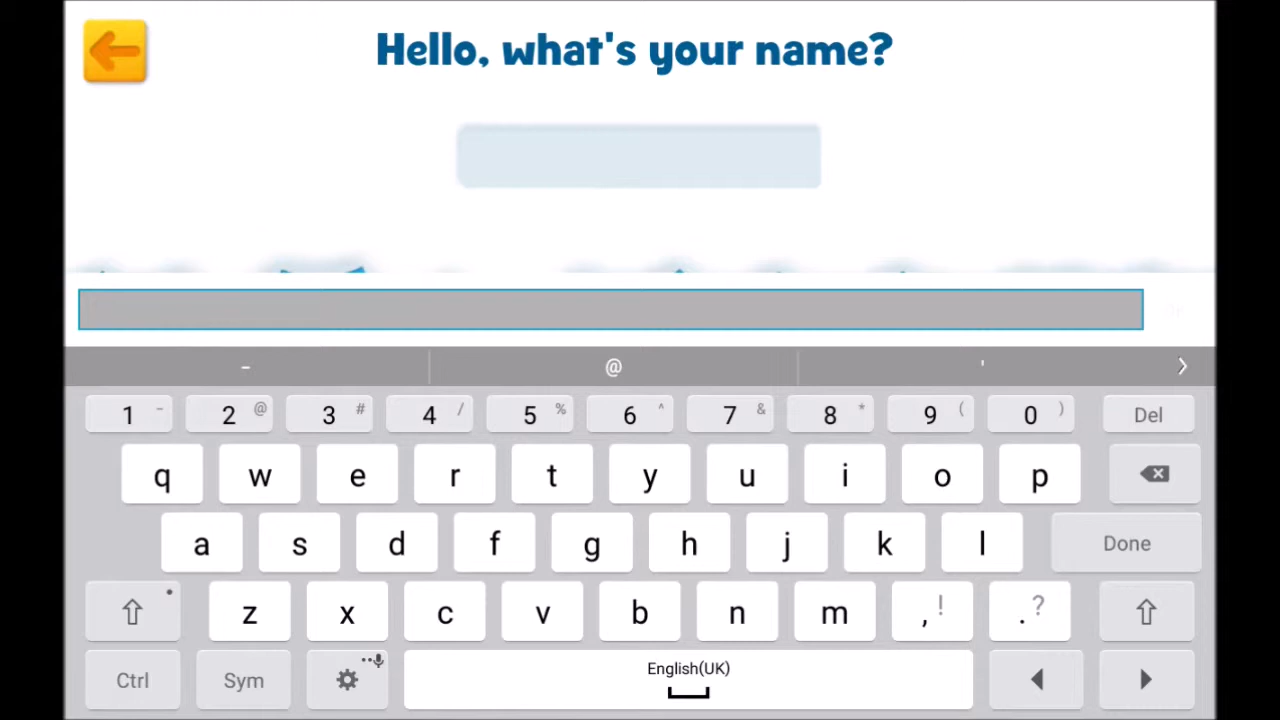 Hello, what's your name?
- @ '
1 - 2 @ 3 # 4 / 5 % 6 ^ 7 & 8 * 9 ( 0 ) Del
q w e r t y u i o p
a s d f g h j k l Done
z x c v b n m , ! . ?
Ctrl Sym English(UK)